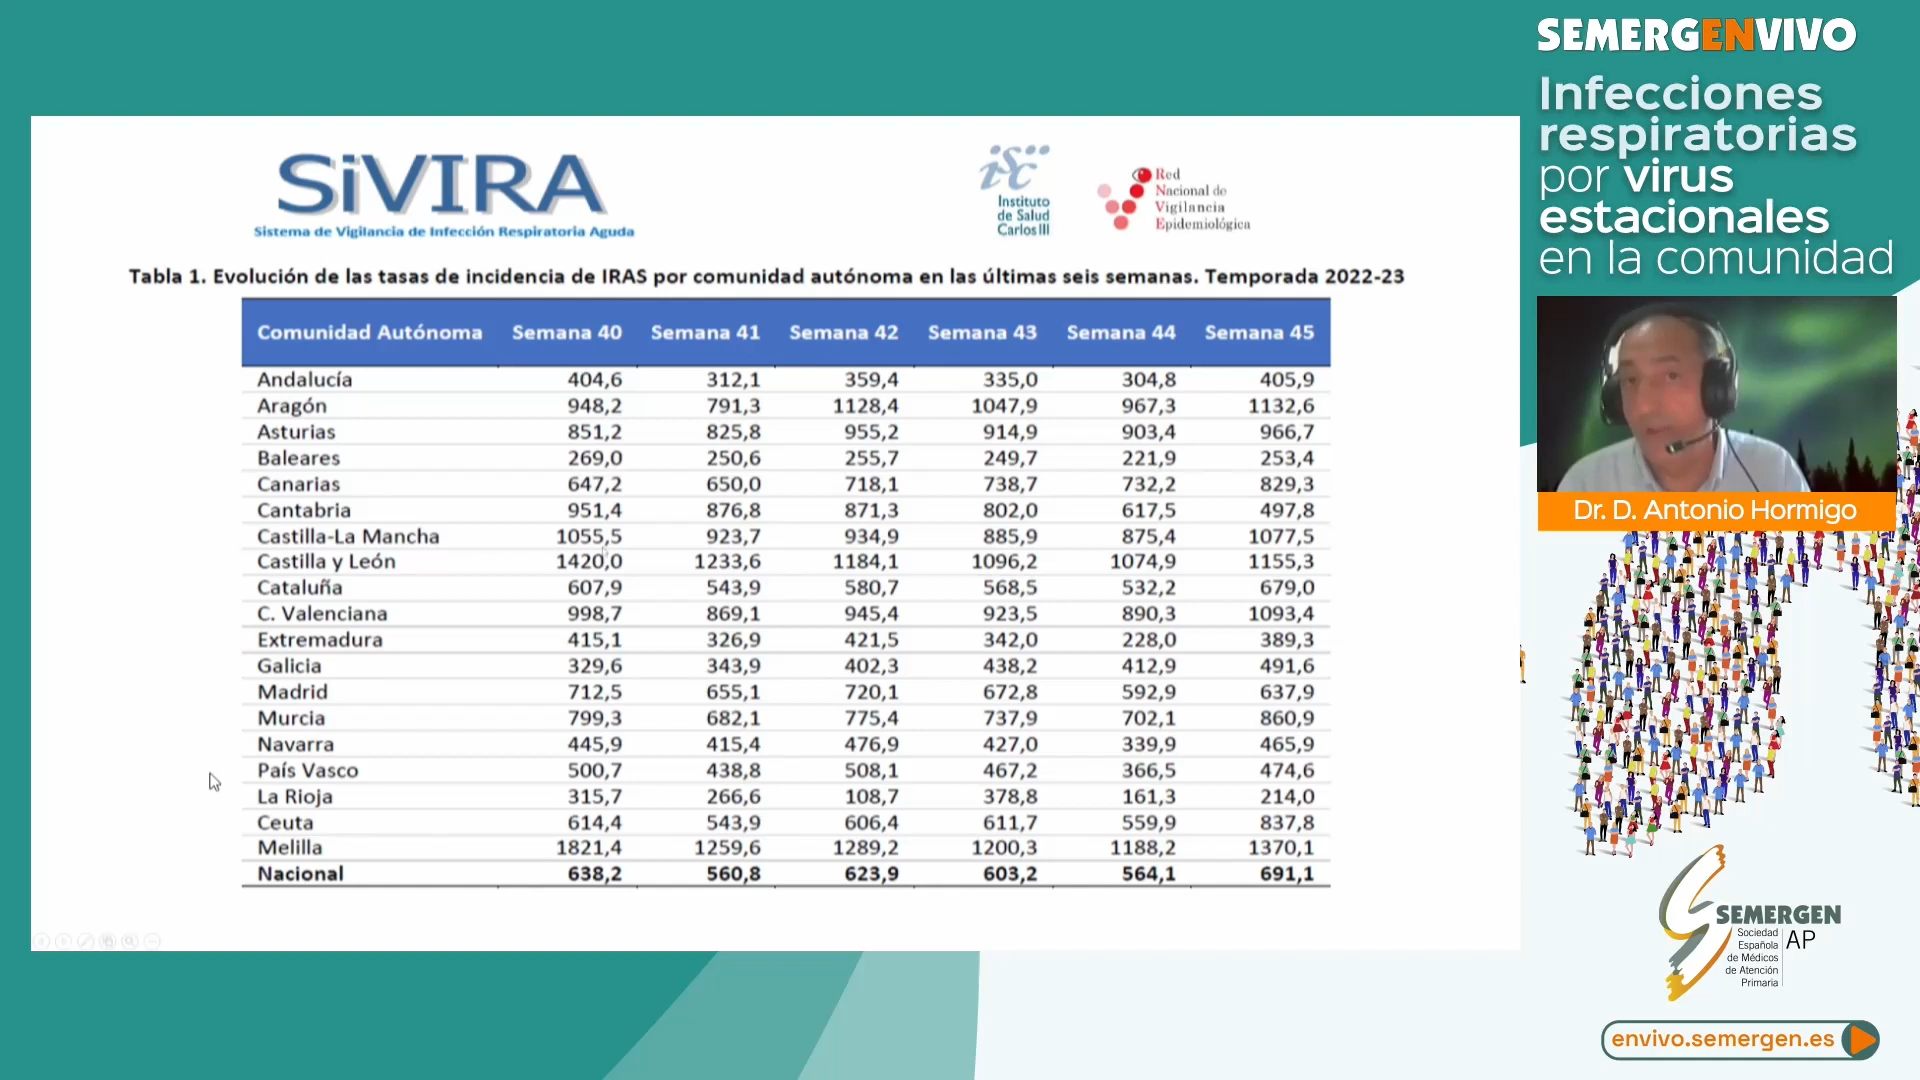 SEMERGENVIVO
Infecciones
respiratorias
por virus
estacionales
en la comunidad
SiVIRA
Sistema de Vigilancia de Infección Respiratoria Aguda
isc
Instituto
de Salud
Carlos III
Red
Nacional de
Vigilancia
Epidemiológica
Tabla 1. Evolución de las tasas de incidencia de IRAS por comunidad autónoma en las últimas seis semanas. Temporada 2022-23
Comunidad Autónoma Semana 40 Semana 41 Semana 42 Semana 43 Semana 44 Semana 45
Andalucía 404,6 312,1 359,4 335,0 304,8 405,9
Aragón 948,2 791,3 1128,4 1047,9 967,3 1132,6
Asturias 851,2 825,8 955,2 914,9 903,4 966,7
Baleares 269,0 250,6 255,7 249,7 221,9 253,4
Canarias 647,2 650,0 718,1 738,7 732,2 829,3
Cantabria 951,4 876,8 871,3 802,0 617,5 497,8
Castilla-La Mancha 1055,5 923,7 934,9 885,9 875,4 1077,5
Castilla y León 1420,0 1233,6 1184,1 1096,2 1074,9 1155,3
Cataluña 607,9 543,9 580,7 568,5 532,2 679,0
C. Valenciana 998,7 869,1 945,4 923,5 890,3 1093,4
Extremadura 415,1 326,9 421,5 342,0 228,0 389,3
Galicia 329,6 343,9 402,3 438,2 412,9 491,6
Madrid 712,5 655,1 720,1 672,8 592,9 637,9
Murcia 799,3 682,1 775,4 737,9 702,1 860,9
Navarra 445,9 415,4 476,9 427,0 339,9 465,9
País Vasco 500,7 438,8 508,1 467,2 366,5 474,6
La Rioja 315,7 266,6 108,7 378,8 161,3 214,0
Ceuta 614,4 543,9 606,4 611,7 559,9 837,8
Melilla 1821,4 1259,6 1289,2 1200,3 1188,2 1370,1
Nacional 638,2 560,8 623,9 603,2 564,1 691,1
Dr. D. Antonio Hormigo
SEMERGEN
Sociedad
Española
de Médicos
de Atención
Primaria
AP
envivo.semergen.es